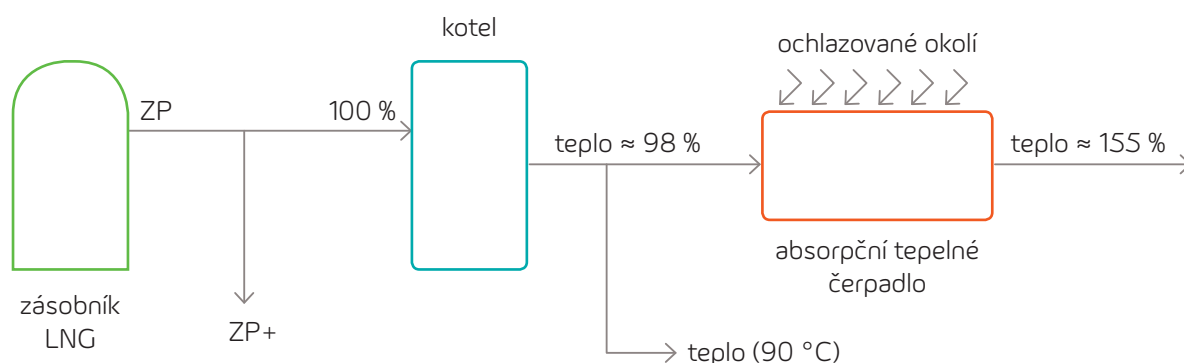 kotel
ochlazované okolí
ZP
100 %
teplo ≈ 98 %
teplo ≈ 155 %
absorpční tepelné
čerpadlo
zásobník
LNG
ZP+
teplo (90 °C)